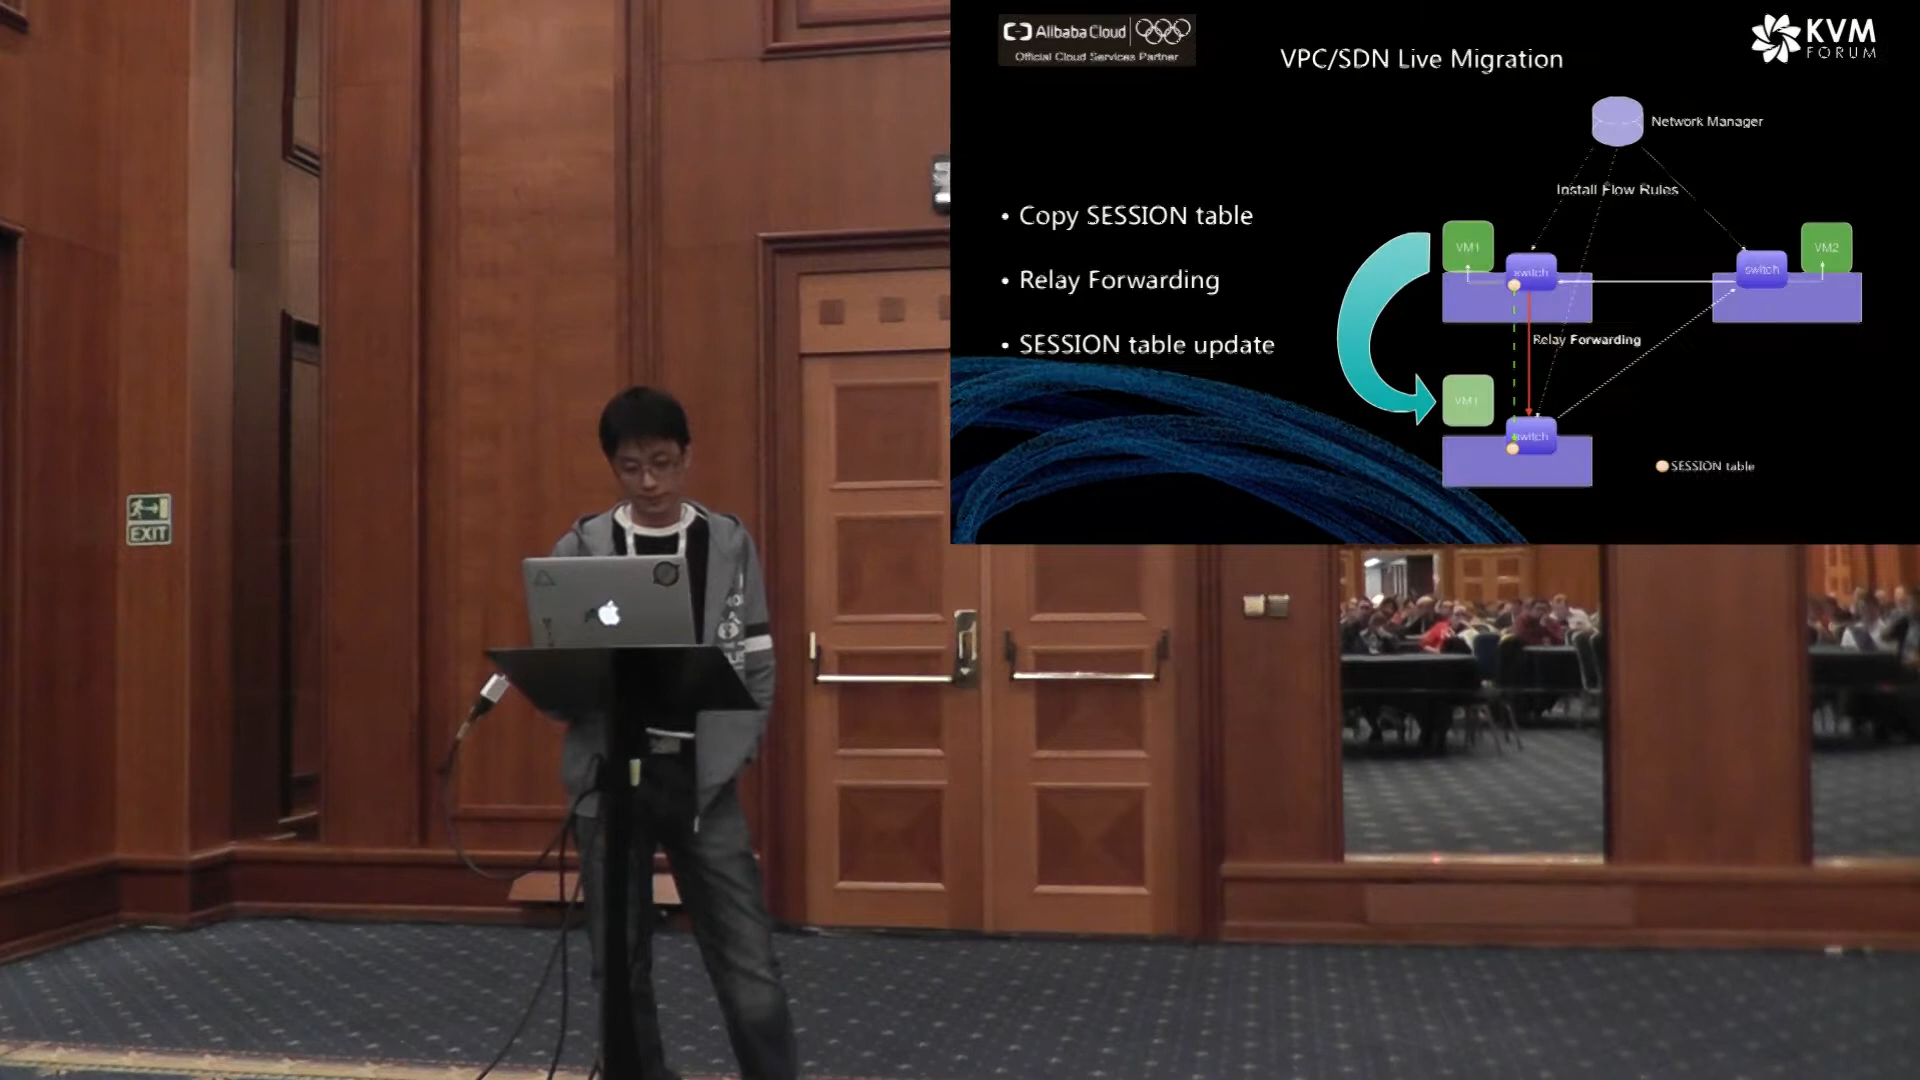 Alibaba Cloud
Official Cloud Services Partner
VPC/SDN Live Migration
KVM
FORUM
Network Manager
Install Flow Rules
• Copy SESSION table
• Relay Forwarding
• SESSION table update
VM1
switch
switch
VM2
Relay Forwarding
VM1
switch
SESSION table
EXIT